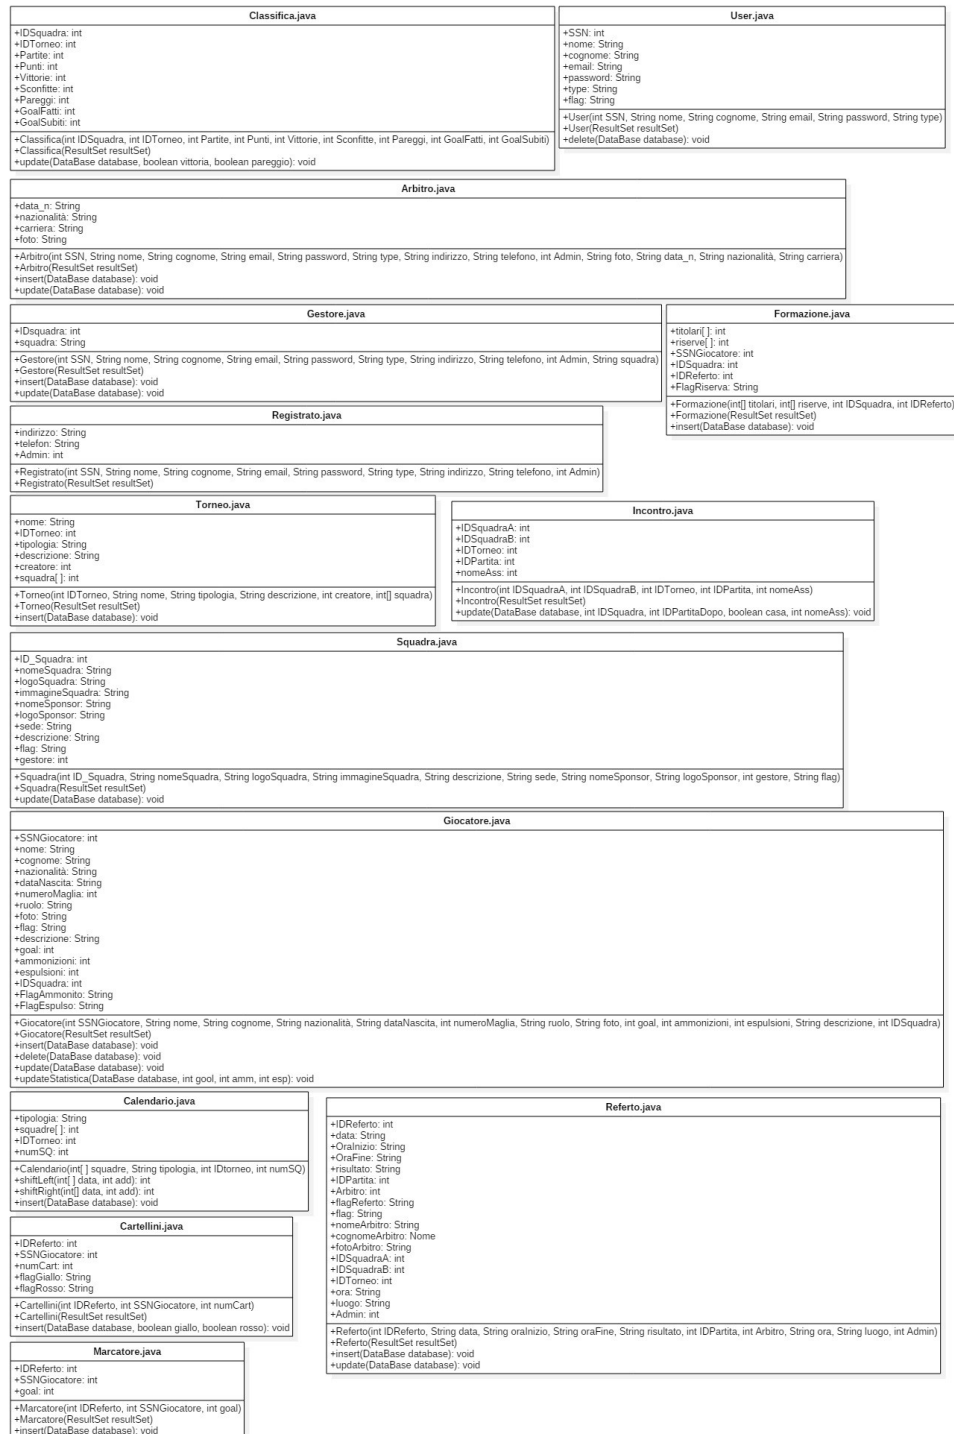 Classifica.java
+IDSquadra: int
+IDTorneo: int
+Partite: int
+Punti: int
+Vittorie: int
+Sconfitte: int
+Pareggi: int
+GoalFatti: int
+GoalSubiti: int
+Classifica(int IDSquadra, int IDTorneo, int Partite, int Punti, int Vittorie, int Sconfitte, int Pareggi, int GoalFatti, int GoalSubiti)
+Classifica(ResultSet resultSet)
+update(DataBase database, boolean vittoria, boolean pareggio): void
User.java
+SSN: int
+nome: String
+cognome: String
+email: String
+password: String
+type: String
+flag: String
+User(int SSN, String nome, String cognome, String email, String password, String type)
+User(ResultSet resultSet)
+delete(DataBase database): void
Arbitro.java
+data_n: String
+nazionalità: String
+carriera: String
+foto: String
+Arbitro(int SSN, String nome, String cognome, String email, String password, String type, String indirizzo, String telefono, int Admin, String foto, String data_n, String nazionalità, String carriera)
+Arbitro(ResultSet resultSet)
+insert(DataBase database): void
+update(DataBase database): void
Gestore.java
+IDsquadra: int
+squadra: String
+Gestore(int SSN, String nome, String cognome, String email, String password, String type, String indirizzo, String telefono, int Admin, String squadra)
+Gestore(ResultSet resultSet)
+insert(DataBase database): void
+update(DataBase database): void
Formazione.java
+titolari[ ]: int
+riserve[ ]: int
+SSNGiocatore: int
+IDSquadra: int
+IDReferto: int
+FlagRiserva: String
+Formazione(int[] titolari, int[] riserve, int IDSquadra, int IDReferto)
+Formazione(ResultSet resultSet)
+insert(DataBase database): void
Registrato.java
+indirizzo: String
+telefon: String
+Admin: int
+Registrato(int SSN, String nome, String cognome, String email, String password, String type, String indirizzo, String telefono, int Admin)
+Registrato(ResultSet resultSet)
Torneo.java
+nome: String
+IDTorneo: int
+tipologia: String
+descrizione: String
+creatore: int
+squadra[ ]: int
+Torneo(int IDTorneo, String nome, String tipologia, String descrizione, int creatore, int[] squadra)
+Torneo(ResultSet resultSet)
+insert(DataBase database): void
Incontro.java
+IDSquadraA: int
+IDSquadraB: int
+IDTorneo: int
+IDPartita: int
+nomeAss: int
+Incontro(int IDSquadraA, int IDSquadraB, int IDTorneo, int IDPartita, int nomeAss)
+Incontro(ResultSet resultSet)
+update(DataBase database, int IDSquadra, int IDPartitaDopo, boolean casa, int nomeAss): void
Squadra.java
+ID_Squadra: int
+nomeSquadra: String
+logoSquadra: String
+immagineSquadra: String
+nomeSponsor: String
+logoSponsor: String
+sede: String
+descrizione: String
+flag: String
+gestore: int
+Squadra(int ID_Squadra, String nomeSquadra, String logoSquadra, String immagineSquadra, String descrizione, String sede, String nomeSponsor, String logoSponsor, int gestore, String flag)
+Squadra(ResultSet resultSet)
+update(DataBase database): void
Giocatore.java
+SSNGiocatore: int
+nome: String
+cognome: String
+nazionalità: String
+dataNascita: String
+numeroMaglia: int
+ruolo: String
+foto: String
+flag: String
+descrizione: String
+goal: int
+ammonizioni: int
+espulsioni: int
+IDSquadra: int
+FlagAmmonito: String
+FlagEspulso: String
+Giocatore(int SSNGiocatore, String nome, String cognome, String nazionalità, String dataNascita, int numeroMaglia, String ruolo, String foto, int goal, int ammonizioni, int espulsioni, String descrizione, int IDSquadra)
+Giocatore(ResultSet resultSet)
+insert(DataBase database): void
+delete(DataBase database): void
+update(DataBase database): void
+updateStatistica(DataBase database, int gool, int amm, int esp): void
Calendario.java
+tipologia: String
+squadre[ ]: int
+IDTorneo: int
+numSQ: int
+Calendario(int[ ] squadre, String tipologia, int IDtorneo, int numSQ)
+shiftLeft(int[ ] data, int add): int
+shiftRight(int[] data, int add): int
+insert(DataBase database): void
Referto.java
+IDReferto: int
+data: String
+OraInizio: String
+OraFine: String
+risultato: String
+IDPartita: int
+Arbitro: int
+flagReferto: String
+flag: String
+nomeArbitro: String
+cognomeArbitro: Nome
+fotoArbitro: String
+IDSquadraA: int
+IDSquadraB: int
+IDTorneo: int
+ora: String
+luogo: String
+Admin: int
+Referto(int IDReferto, String data, String oraInizio, String oraFine, String risultato, int IDPartita, int Arbitro, String ora, String luogo, int Admin)
+Referto(ResultSet resultSet)
+insert(DataBase database): void
+update(DataBase database): void
Cartellini.java
+IDReferto: int
+SSNGiocatore: int
+numCart: int
+flagGiallo: String
+flagRosso: String
+Cartellini(int IDReferto, int SSNGiocatore, int numCart)
+Cartellini(ResultSet resultSet)
+insert(DataBase database, boolean giallo, boolean rosso): void
Marcatore.java
+IDReferto: int
+SSNGiocatore: int
+goal: int
+Marcatore(int IDReferto, int SSNGiocatore, int goal)
+Marcatore(ResultSet resultSet)
+insert(DataBase database): void